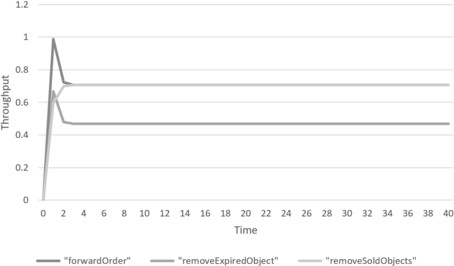 1.2
1
0.8
0.6
0.4
0.2
0
Throughput
0 2 4 6 8 10 12 14 16 18 20 22 24 26 28 30 32 34 36 38 40
Time
"forwardOrder" "removeExpiredObject" "removeSoldObjects"